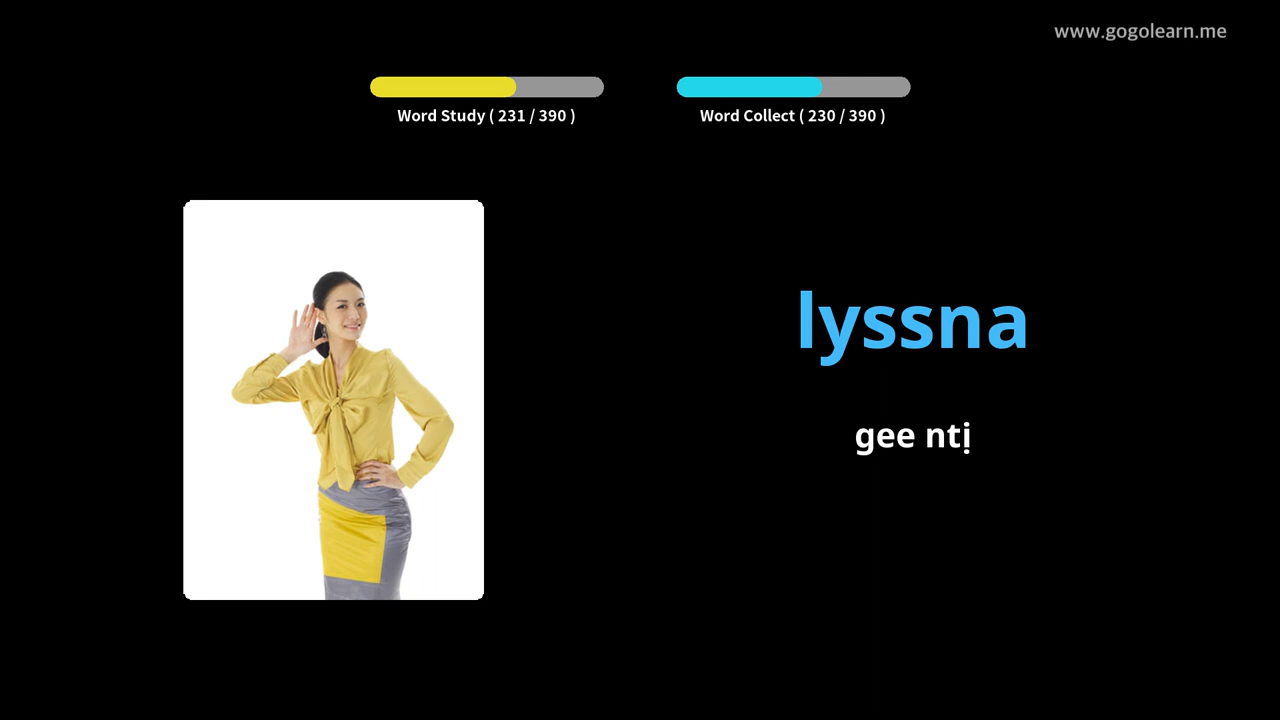 www.gogolearn.me
Word Study ( 231 / 390 )
Word Collect ( 230 / 390 )
lyssna
gee ntị